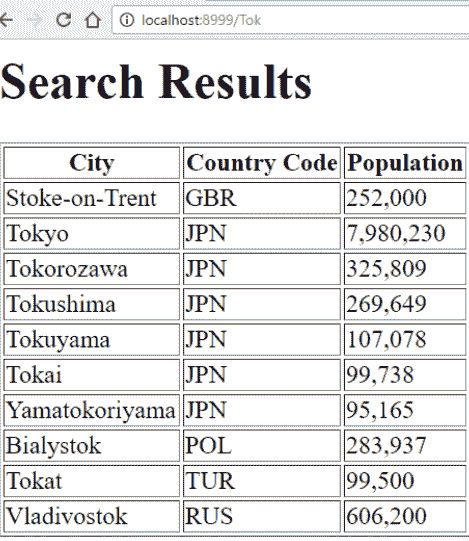 localhost:8999/Tok
Search Results
City Country Code Population
Stoke-on-Trent GBR 252,000
Tokyo JPN 7,980,230
Tokorozawa JPN 325,809
Tokushima JPN 269,649
Tokuyama JPN 107,078
Tokai JPN 99,738
Yamatokoriyama JPN 95,165
Bialystok POL 283,937
Tokat TUR 99,500
Vladivostok RUS 606,200